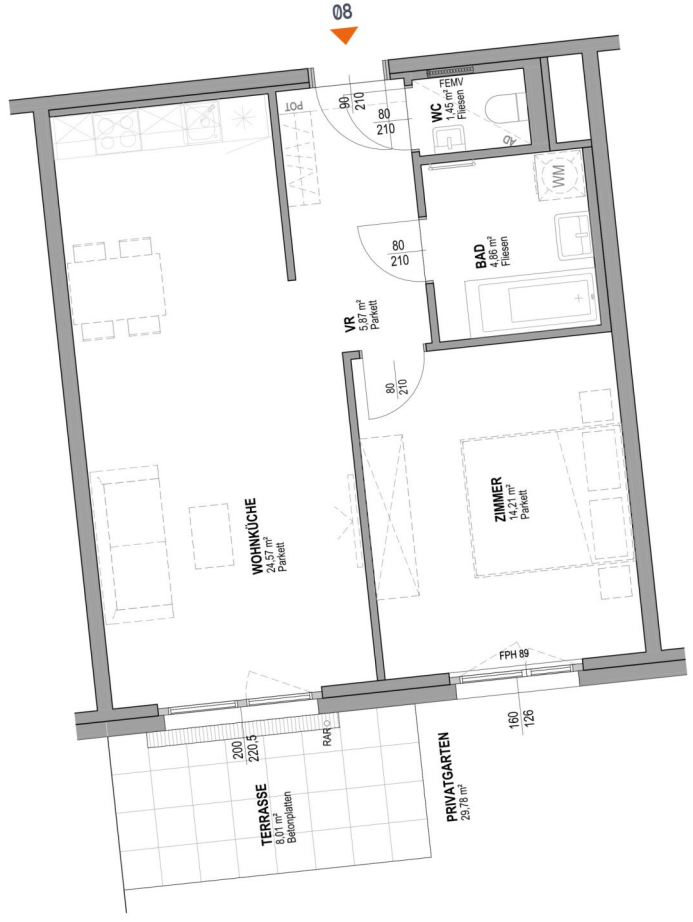 08
90
210
POT
80
210
FEMV
WC
1,45 m²
Fliesen
AG
WM
80
210
BAD
4,86 m²
Fliesen
VR
5,87 m²
Parkett
80
210
WOHNKÜCHE
24,57 m²
Parkett
ZIMMER
14,21 m²
Parkett
FPH 89
160
126
200
220,5
RAR
TERRASSE
8,01 m²
Betonplatten
PRIVATGARTEN
29,78 m²